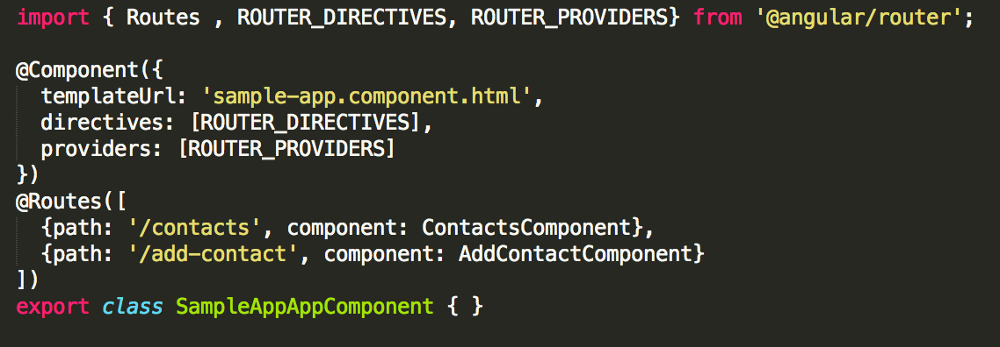 import { Routes , ROUTER_DIRECTIVES, ROUTER_PROVIDERS} from '@angular/router';

@Component({
  templateUrl: 'sample-app.component.html',
  directives: [ROUTER_DIRECTIVES],
  providers: [ROUTER_PROVIDERS]
})
@Routes([
  {path: '/contacts', component: ContactsComponent},
  {path: '/add-contact', component: AddContactComponent}
])
export class SampleAppAppComponent { }